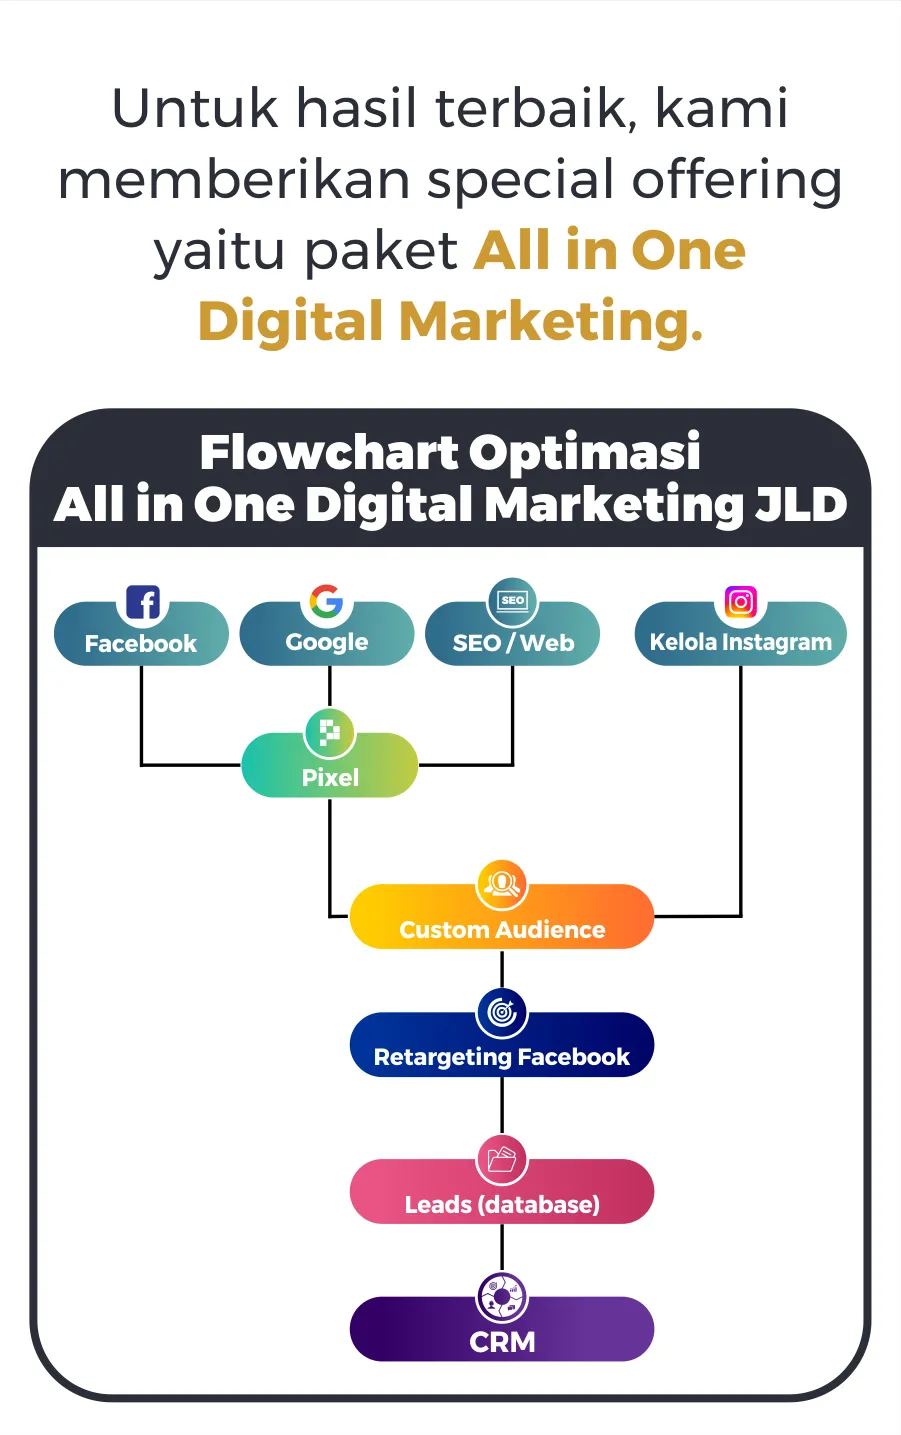 Untuk hasil terbaik, kami
memberikan special offering
yaitu paket All in One
Digital Marketing.
Flowchart Optimasi
All in One Digital Marketing JLD
Facebook
Google
SEO
SEO / Web
Kelola Instagram
Pixel
Custom Audience
Retargeting Facebook
Leads (database)
CRM